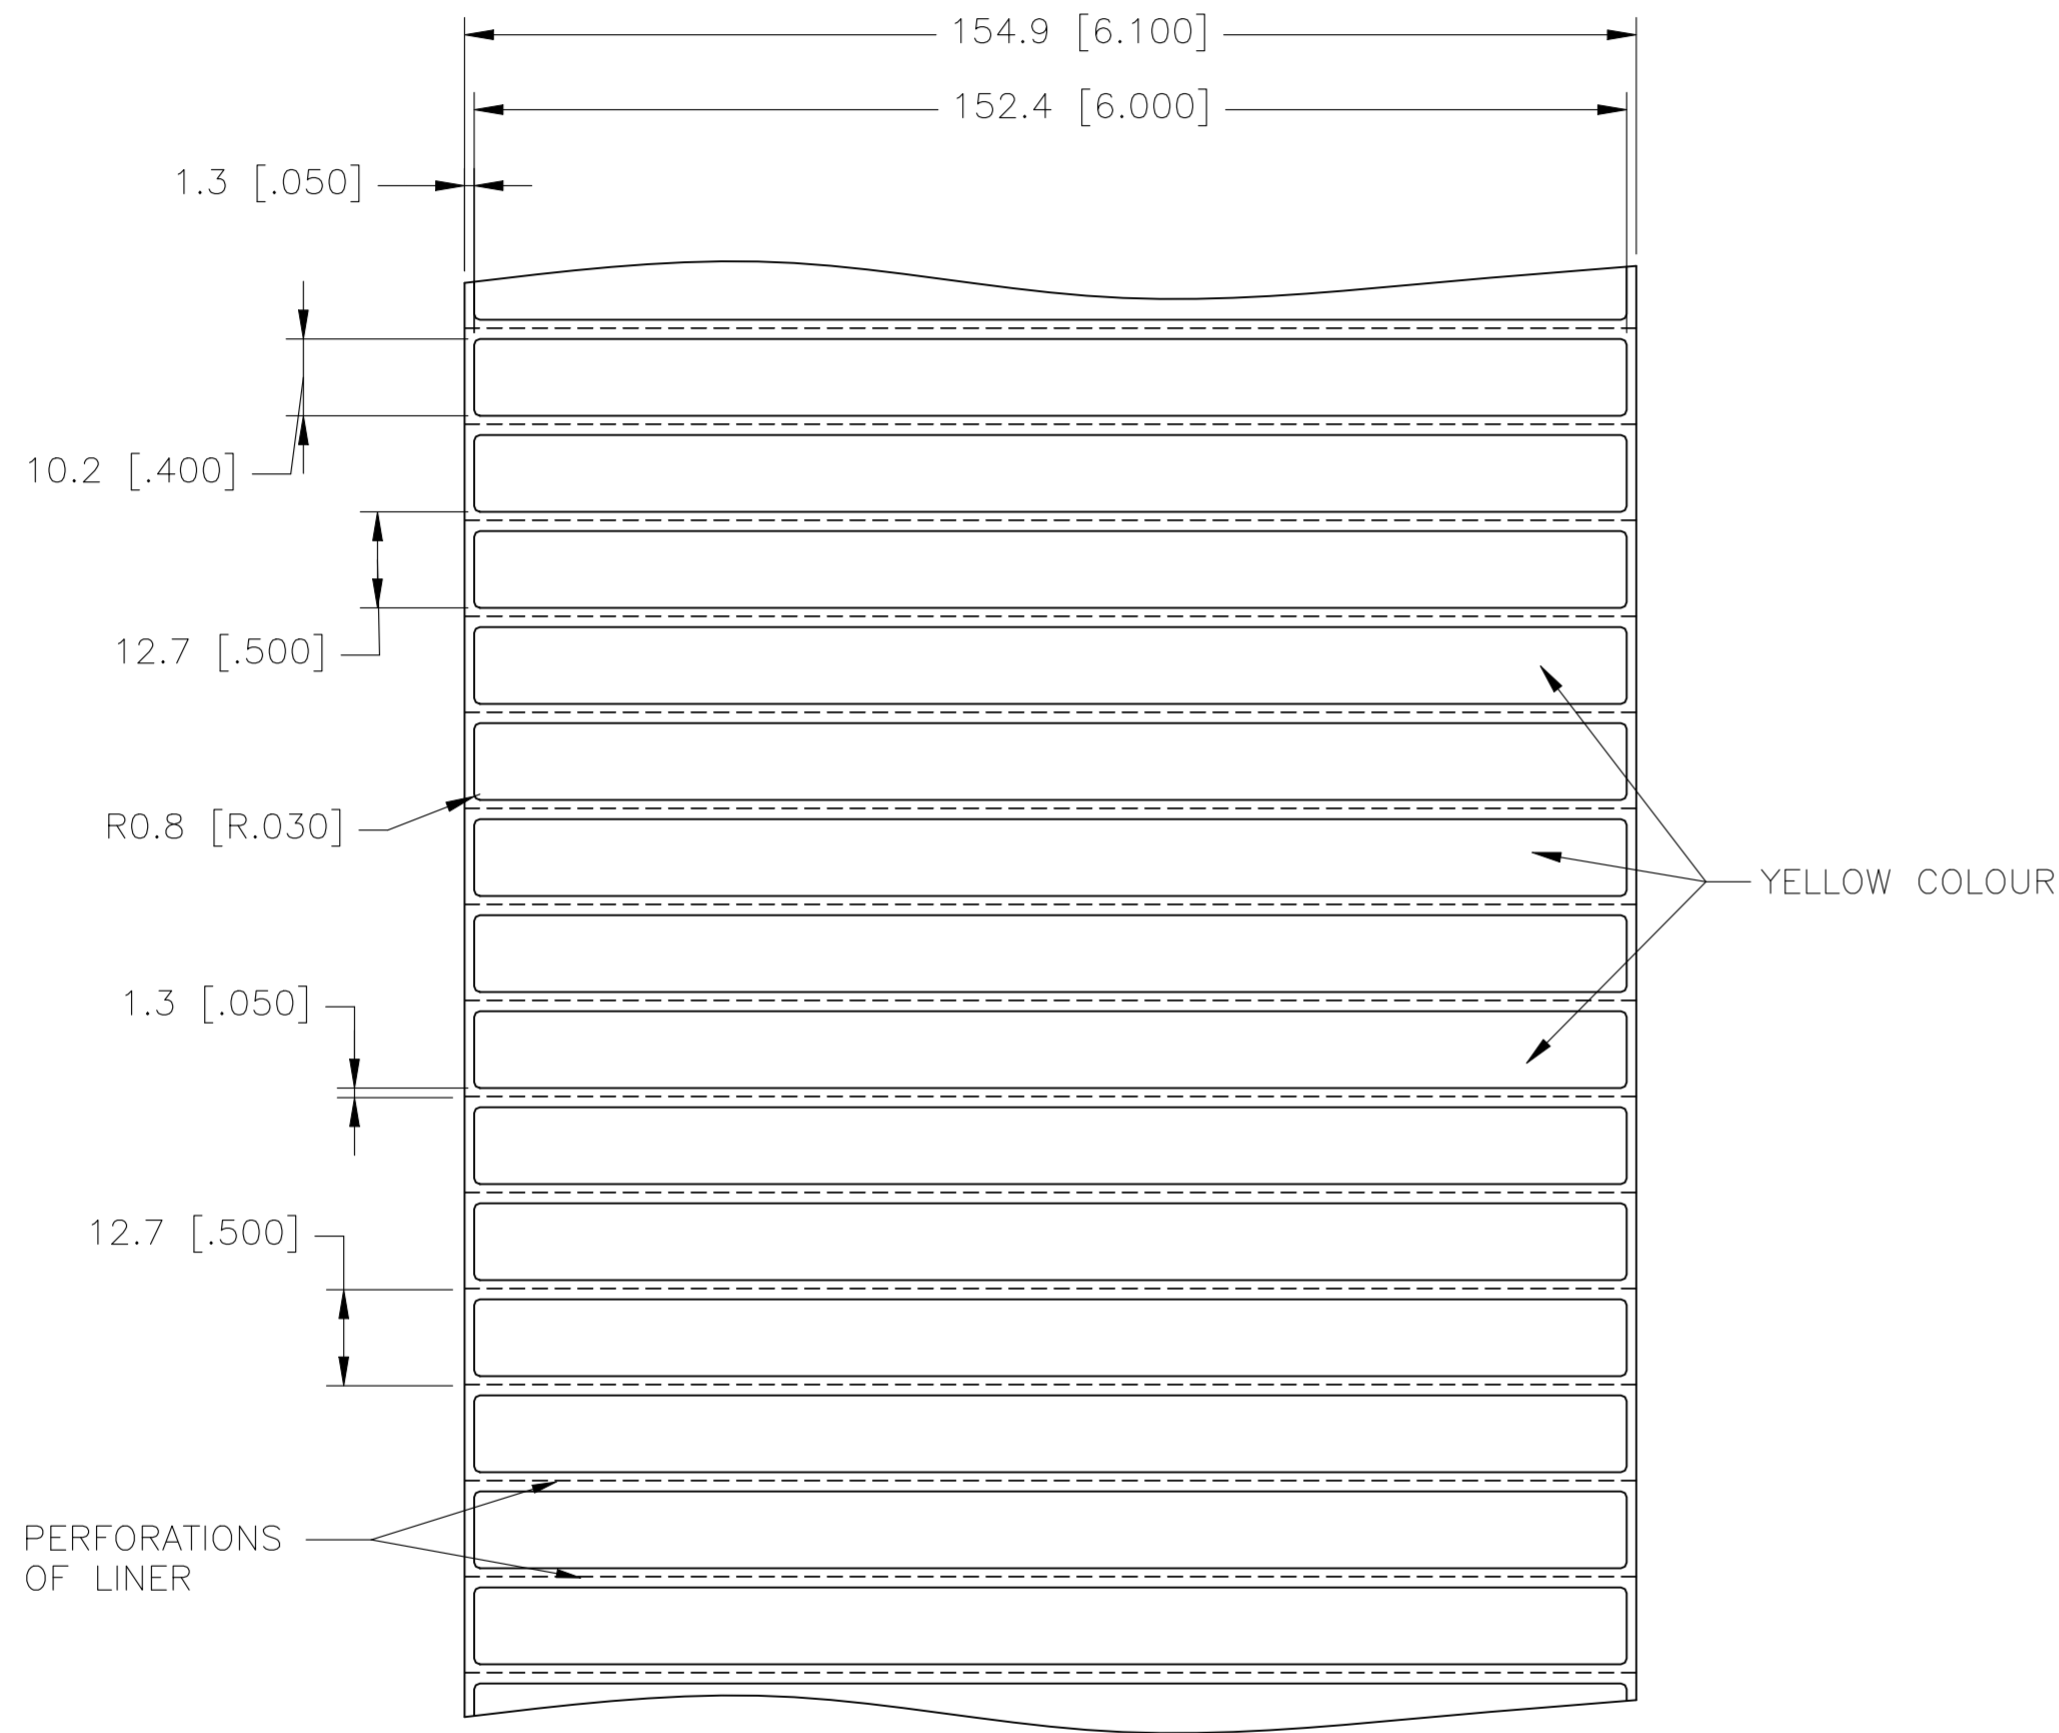 154.9 [6.100]
152.4 [6.000]
1.3 [.050]
10.2 [.400]
12.7 [.500]
R0.8 [R.030]
YELLOW COLOUR
1.3 [.050]
12.7 [.500]
PERFORATIONS
OF LINER